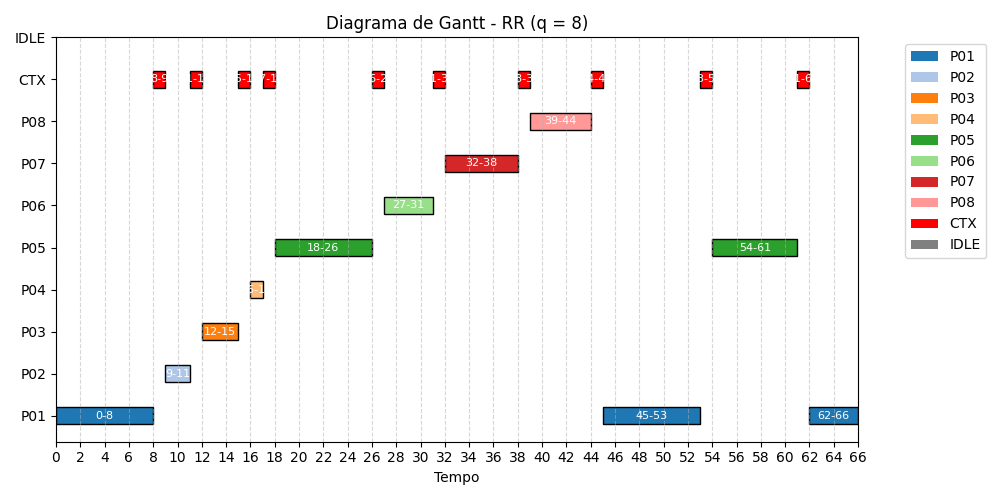 Diagrama de Gantt - RR (q = 8)
IDLE
CTX
P08
39-44
P07
32-38
P06
27-31
P05
18-26
54-61
P04
P03
12-15
P02
9-11
P01
0-8
45-53
62-66
0 2 4 6 8 10 12 14 16 18 20 22 24 26 28 30 32 34 36 38 40 42 44 46 48 50 52 54 56 58 60 62 64 66
Tempo
P01
P02
P03
P04
P05
P06
P07
P08
CTX
IDLE